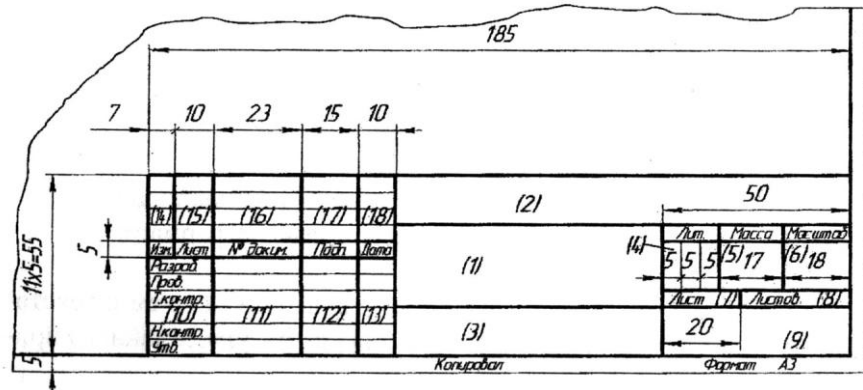 185
7 10 23 15 10
50
(14) (15) (16) (17) (18) (2)
Лит. Масса Масштаб
(4) (5) (6)
5 5 5 17 18
Изм. Лист № докум. Подп. Дата (1)
Разраб.
Пров.
Т.контр. Лист (7) Листов (8)
(10) (11) (12) (13) 20
Н.контр. (3) (9)
Утв.
11x5=55
5
5
Копировал Формат А3